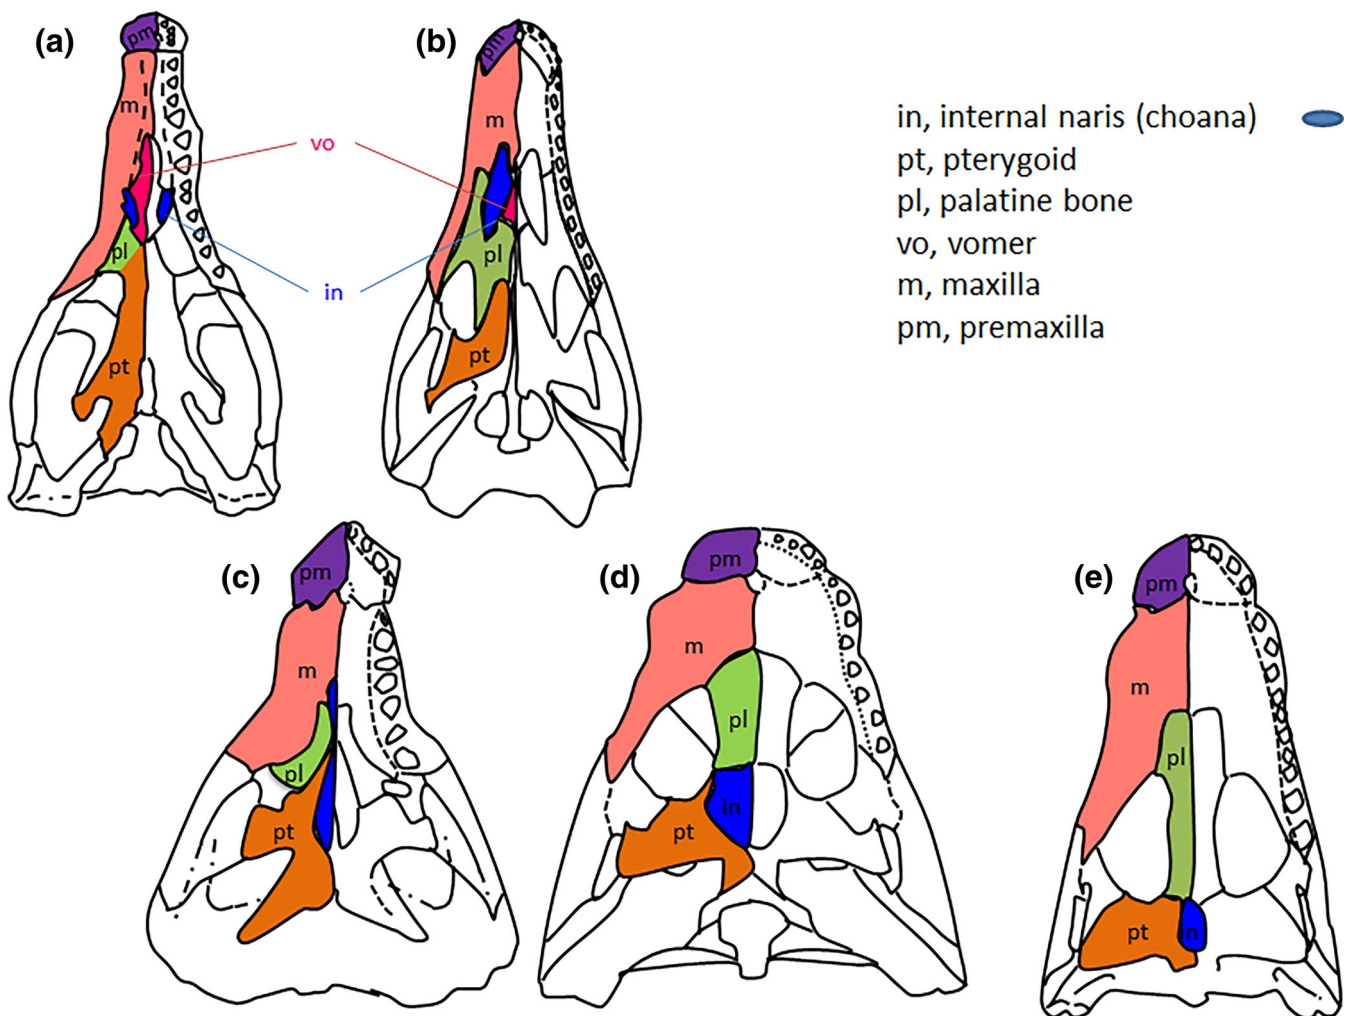 (a)
pm
m
pl
pt
vo
in
(b)
pm
m
pl
pt
in, internal naris (choana)
pt, pterygoid
pl, palatine bone
vo, vomer
m, maxilla
pm, premaxilla
(c)
pm
m
pl
pt
(d)
pm
m
pl
in
pt
(e)
pm
m
pl
pt
in